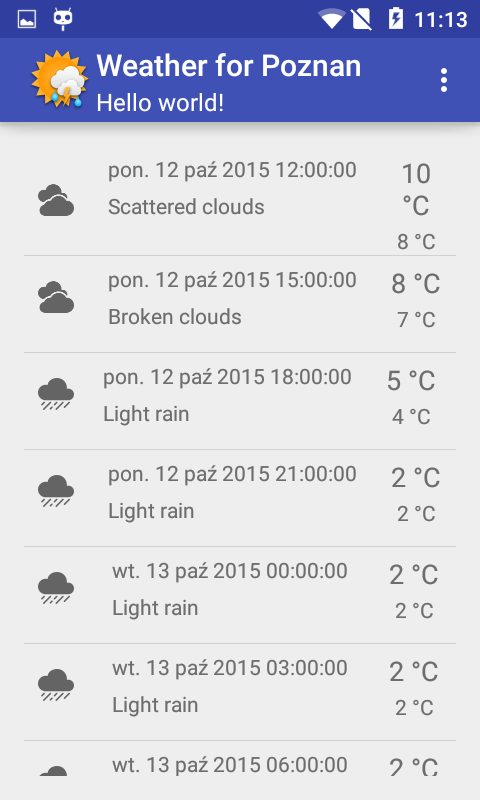 11:13
Weather for Poznan
Hello world!
pon. 12 paź 2015 12:00:00
10 °C
Scattered clouds
8 °C
pon. 12 paź 2015 15:00:00
8 °C
Broken clouds
7 °C
pon. 12 paź 2015 18:00:00
5 °C
Light rain
4 °C
pon. 12 paź 2015 21:00:00
2 °C
Light rain
2 °C
wt. 13 paź 2015 00:00:00
2 °C
Light rain
2 °C
wt. 13 paź 2015 03:00:00
2 °C
Light rain
2 °C
wt. 13 paź 2015 06:00:00
2 °C